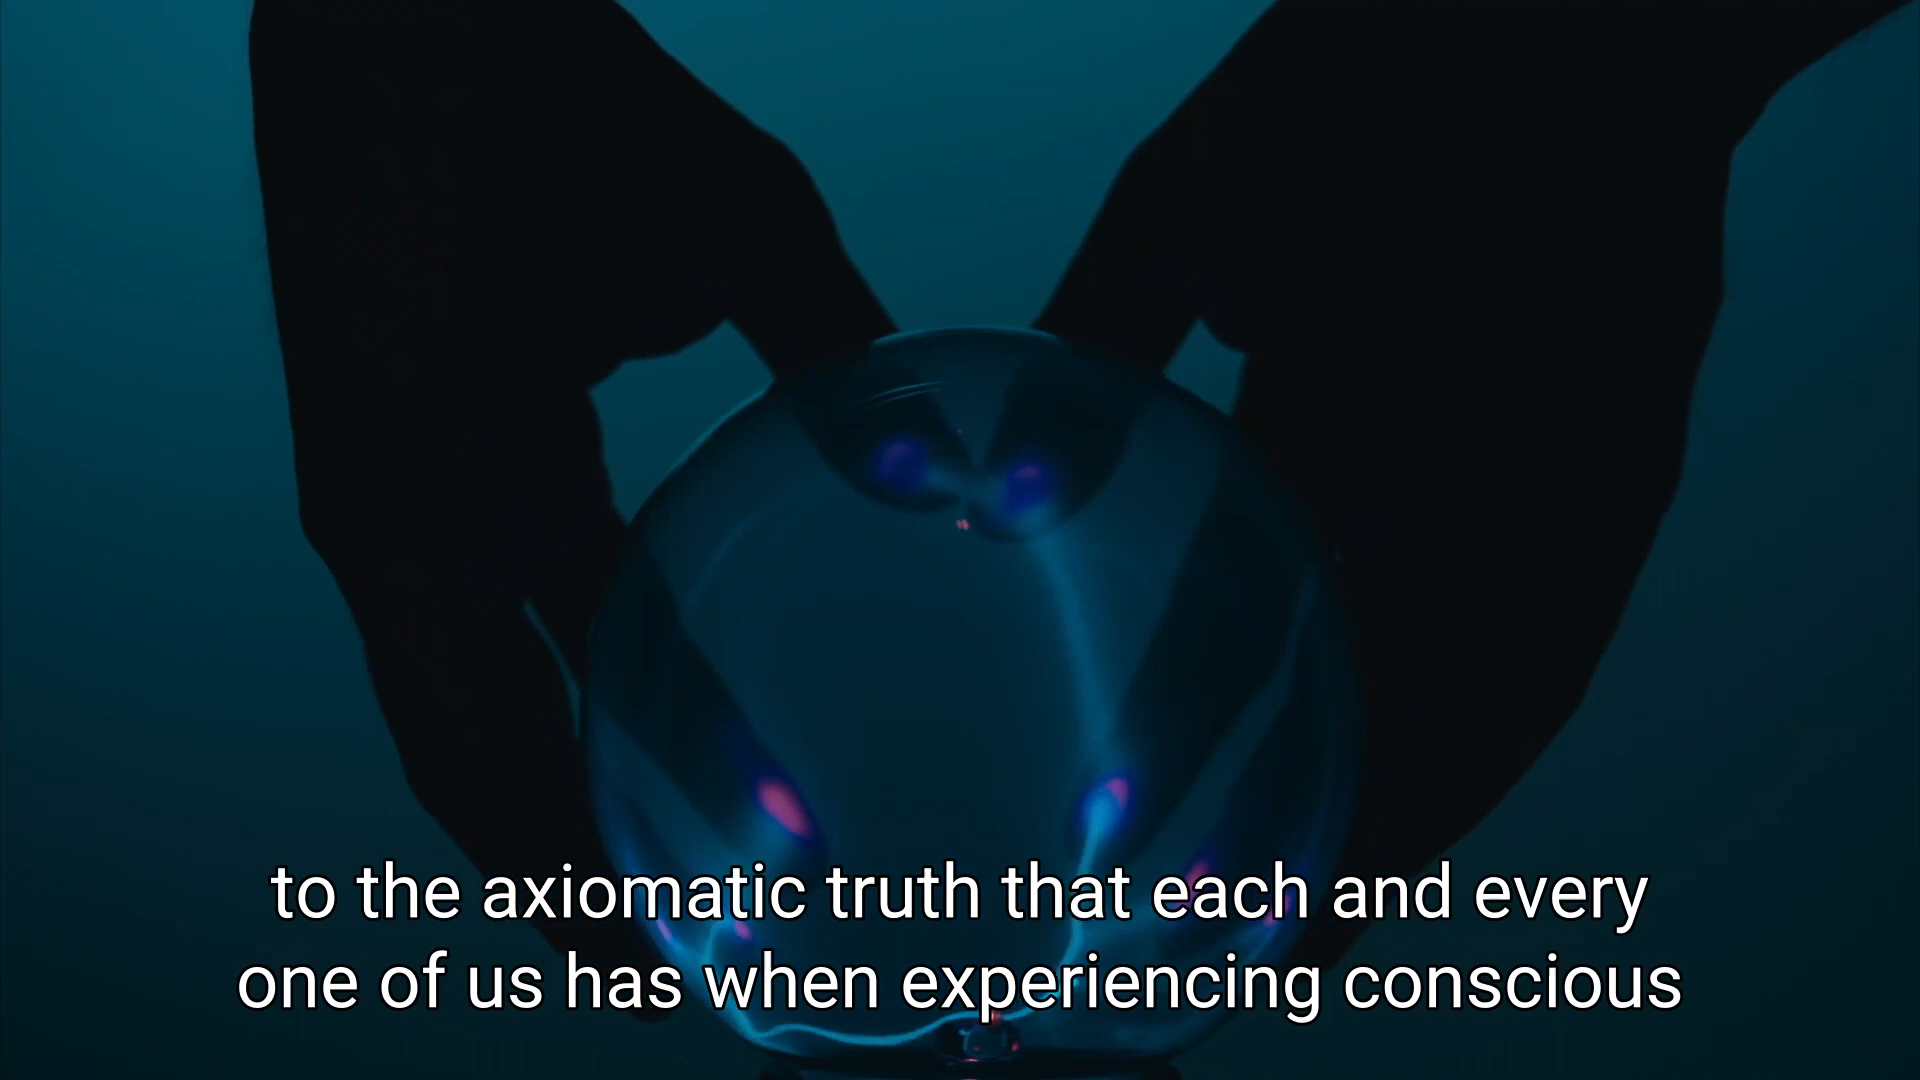 to the axiomatic truth that each and every
one of us has when experiencing conscious